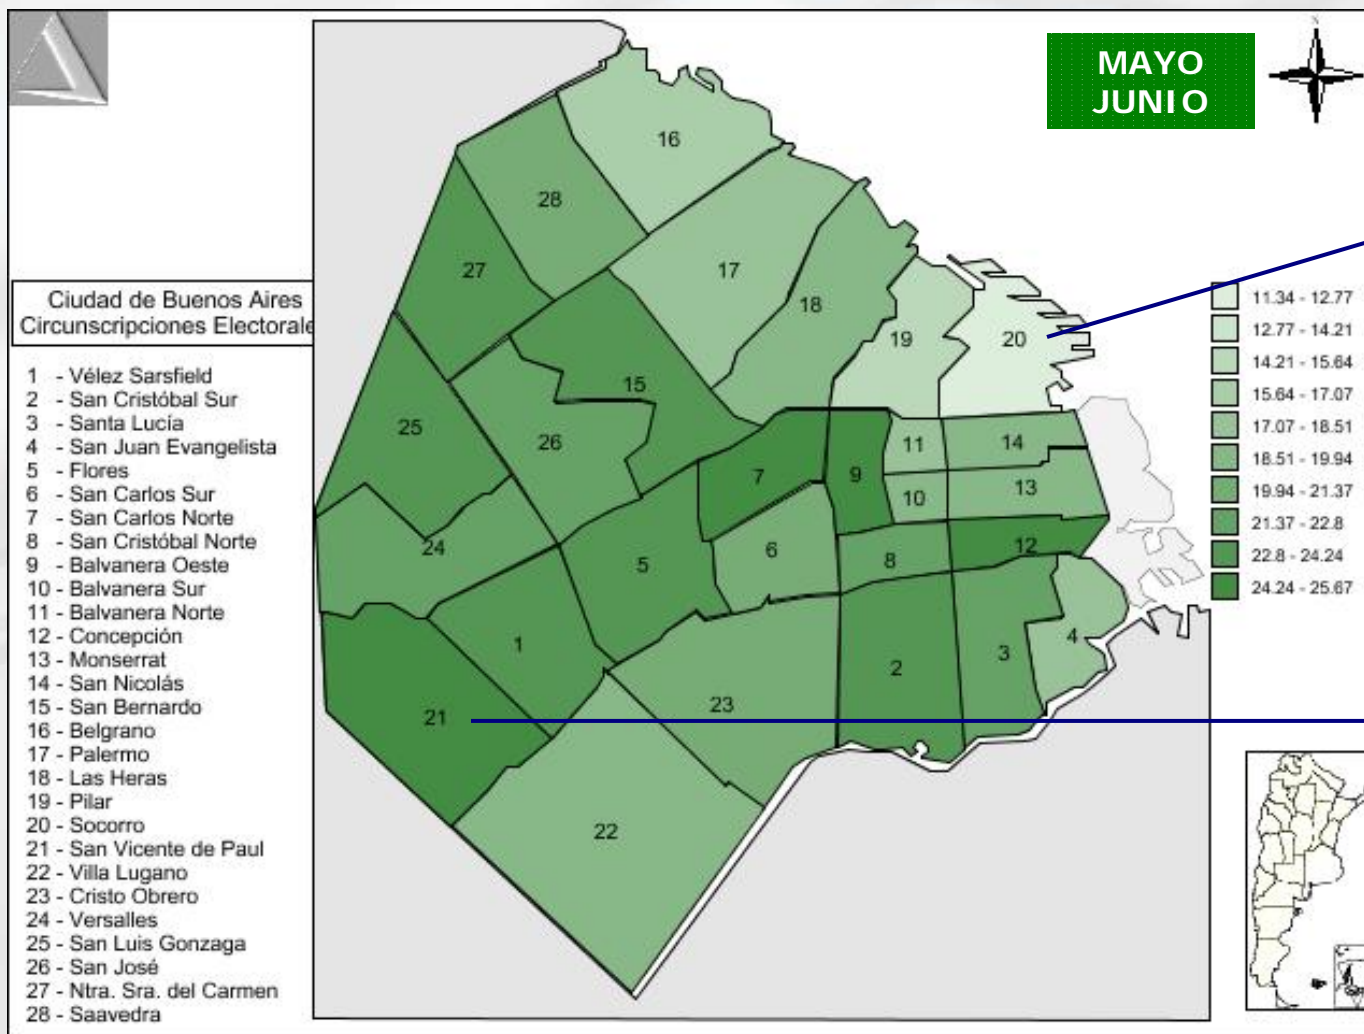 MAYO
JUNIO
N
Ciudad de Buenos Aires
Circunscripciones Electorale
1 - Vélez Sarsfield
2 - San Cristóbal Sur
3 - Santa Lucía
4 - San Juan Evangelista
5 - Flores
6 - San Carlos Sur
7 - San Carlos Norte
8 - San Cristóbal Norte
9 - Balvanera Oeste
10 - Balvanera Sur
11 - Balvanera Norte
12 - Concepción
13 - Monserrat
14 - San Nicolás
15 - San Bernardo
16 - Belgrano
17 - Palermo
18 - Las Heras
19 - Pilar
20 - Socorro
21 - San Vicente de Paul
22 - Villa Lugano
23 - Cristo Obrero
24 - Versalles
25 - San Luis Gonzaga
26 - San José
27 - Ntra. Sra. del Carmen
28 - Saavedra
16
28
27
17
18
19
20
15
25
26
11
14
7
9
10
13
24
5
6
8
12
1
2
3
4
21
23
22
11.34 - 12.77
12.77 - 14.21
14.21 - 15.64
15.64 - 17.07
17.07 - 18.51
18.51 - 19.94
19.94 - 21.37
21.37 - 22.8
22.8 - 24.24
24.24 - 25.67